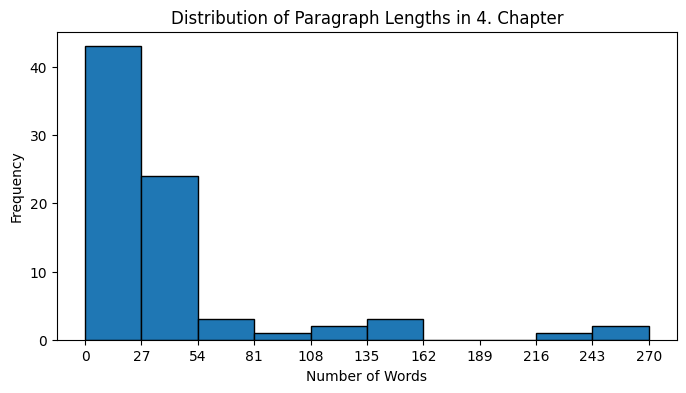 Distribution of Paragraph Lengths in 4. Chapter
Frequency
40
30
20
10
0
0 27 54 81 108 135 162 189 216 243 270
Number of Words